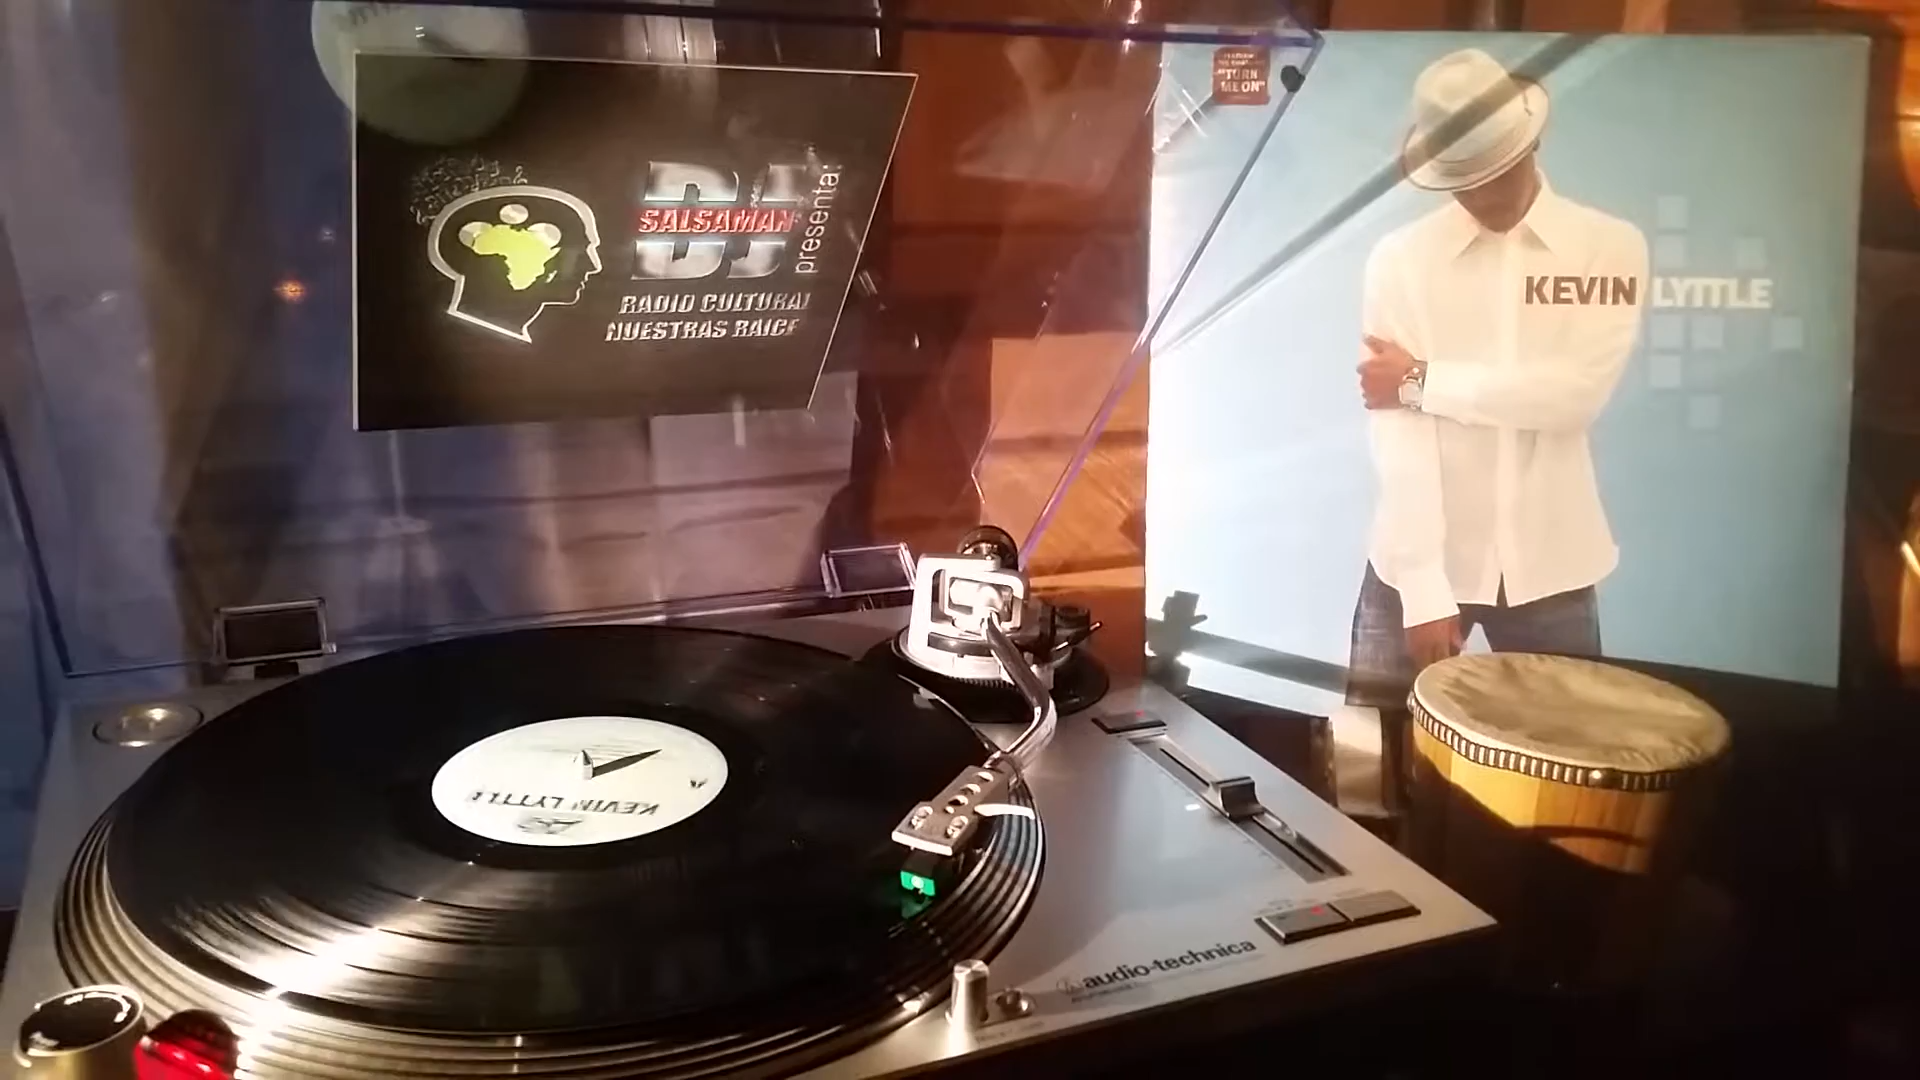 DJ
SALSAMAN
presenta:
RADIO CULTURAL
NUESTRAS RAICE
"TURN
ME ON"
KEVIN LYTTLE
KEVIN LYTTLE
audio-technica